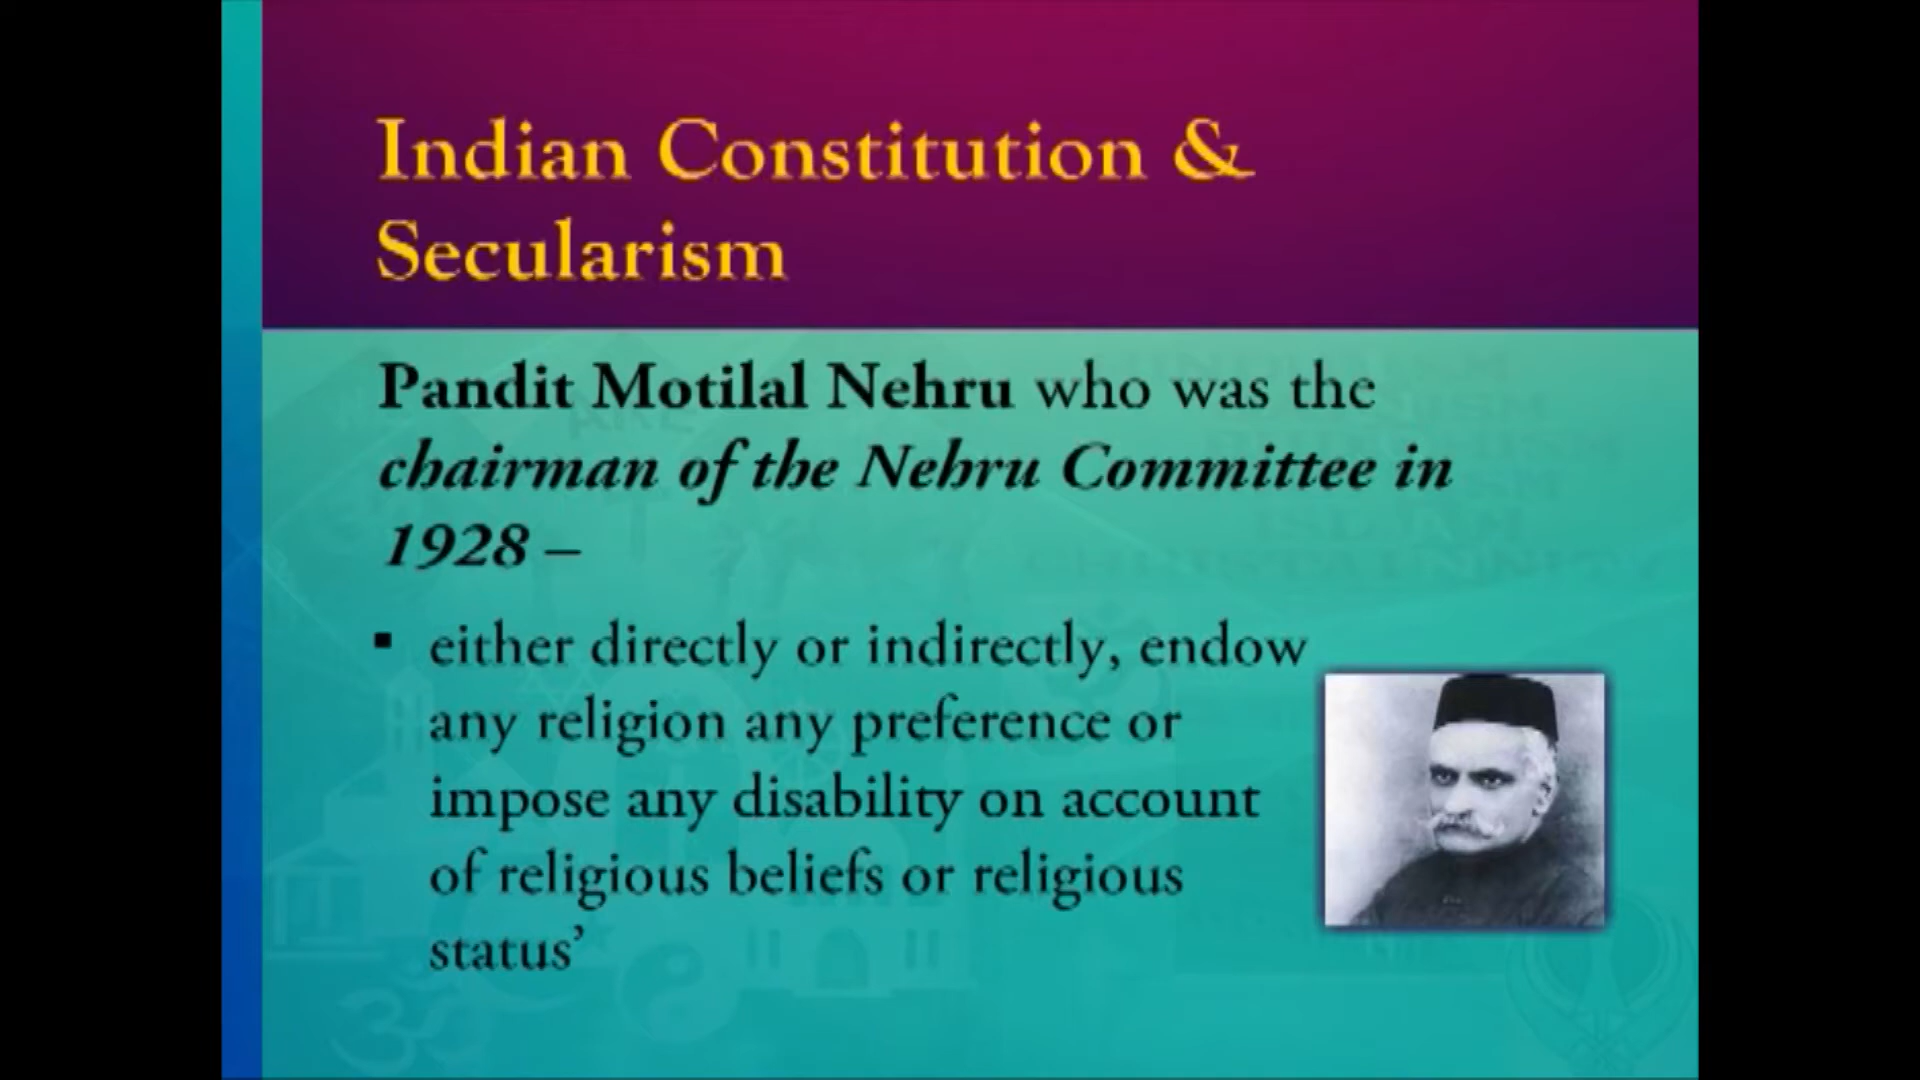 Indian Constitution &
Secularism
Pandit Motilal Nehru who was the
chairman of the Nehru Committee in
1928 –
▪ either directly or indirectly, endow
any religion any preference or
impose any disability on account
of religious beliefs or religious
status’